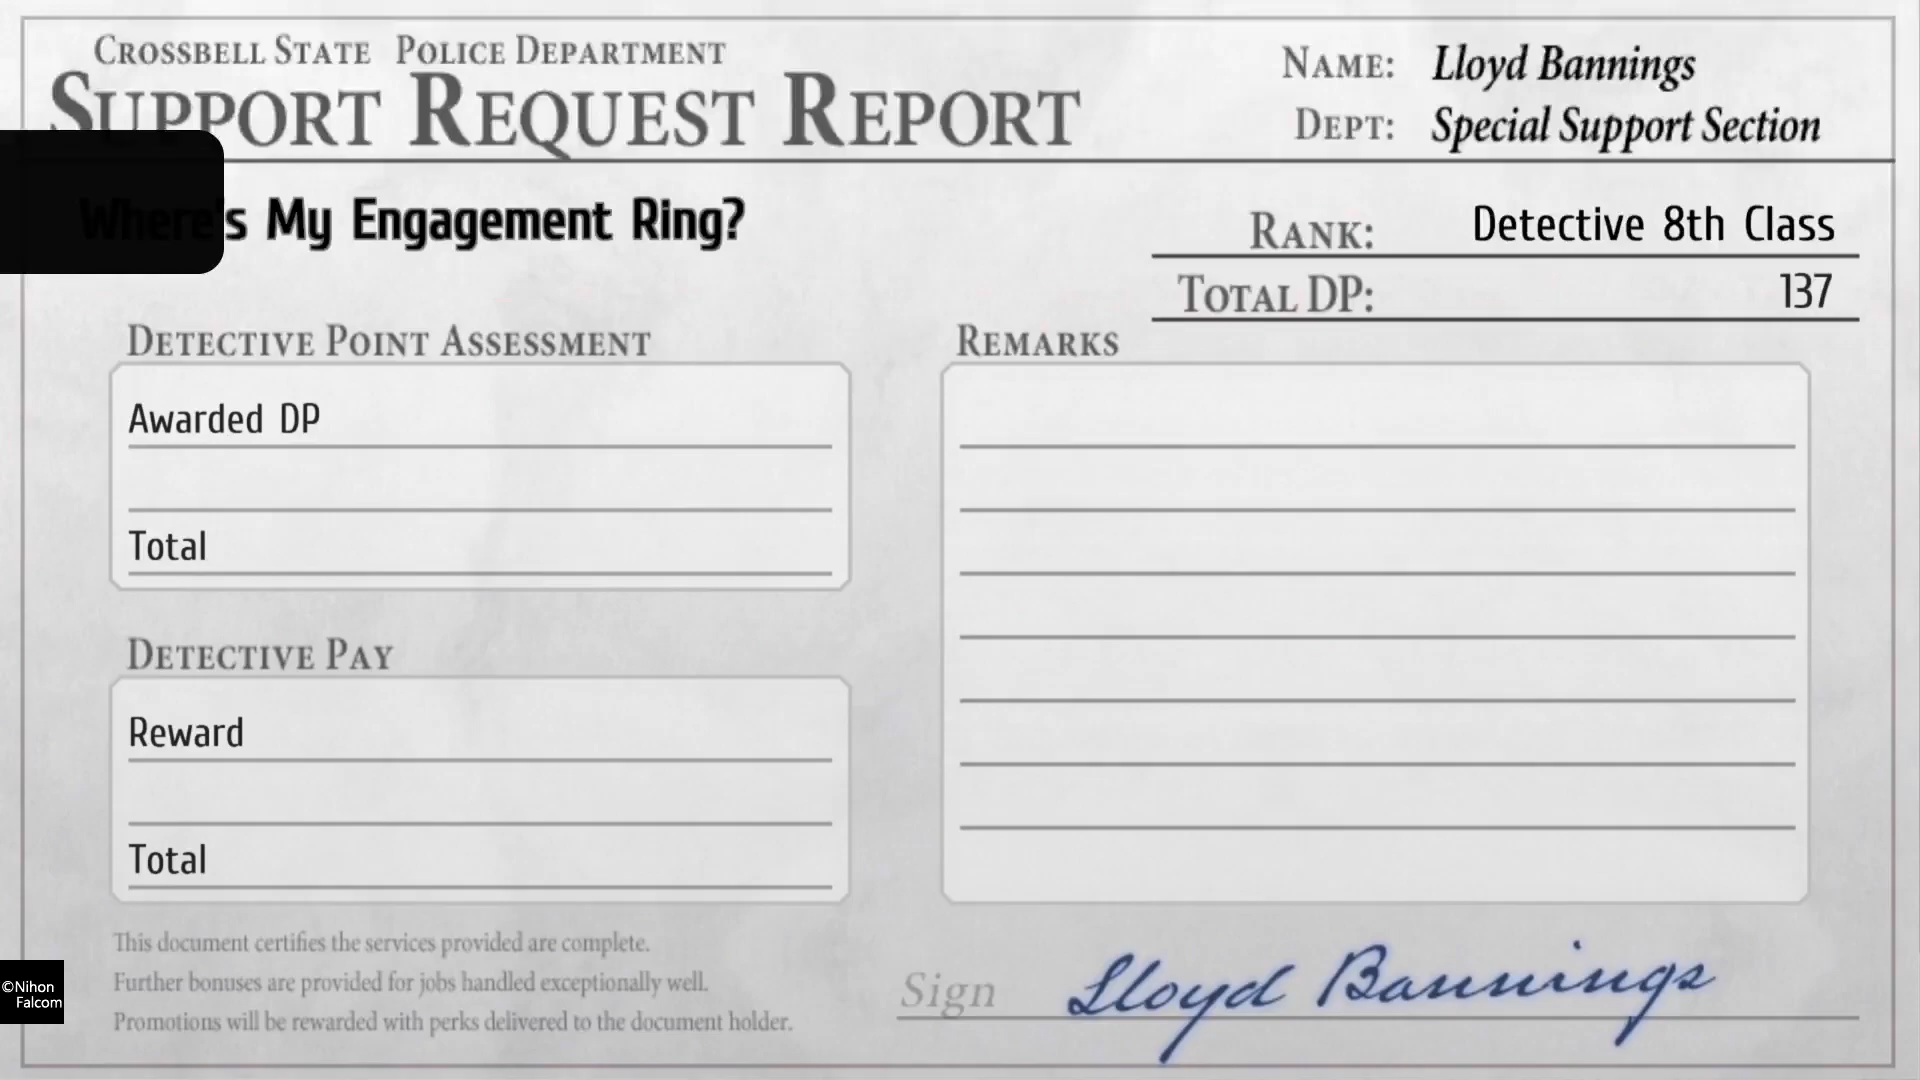 Crossbell State Police Department
Support Request Report
Name: Lloyd Bannings
Dept: Special Support Section
Where's My Engagement Ring?
Rank: Detective 8th Class
Total DP: 137
Detective Point Assessment
Awarded DP
Total
Remarks
Detective Pay
Reward
Total
This document certifies the services provided are complete.
Further bonuses are provided for jobs handled exceptionally well.
Promotions will be rewarded with perks delivered to the document holder.
Sign Lloyd Bannings
©Nihon
Falcom